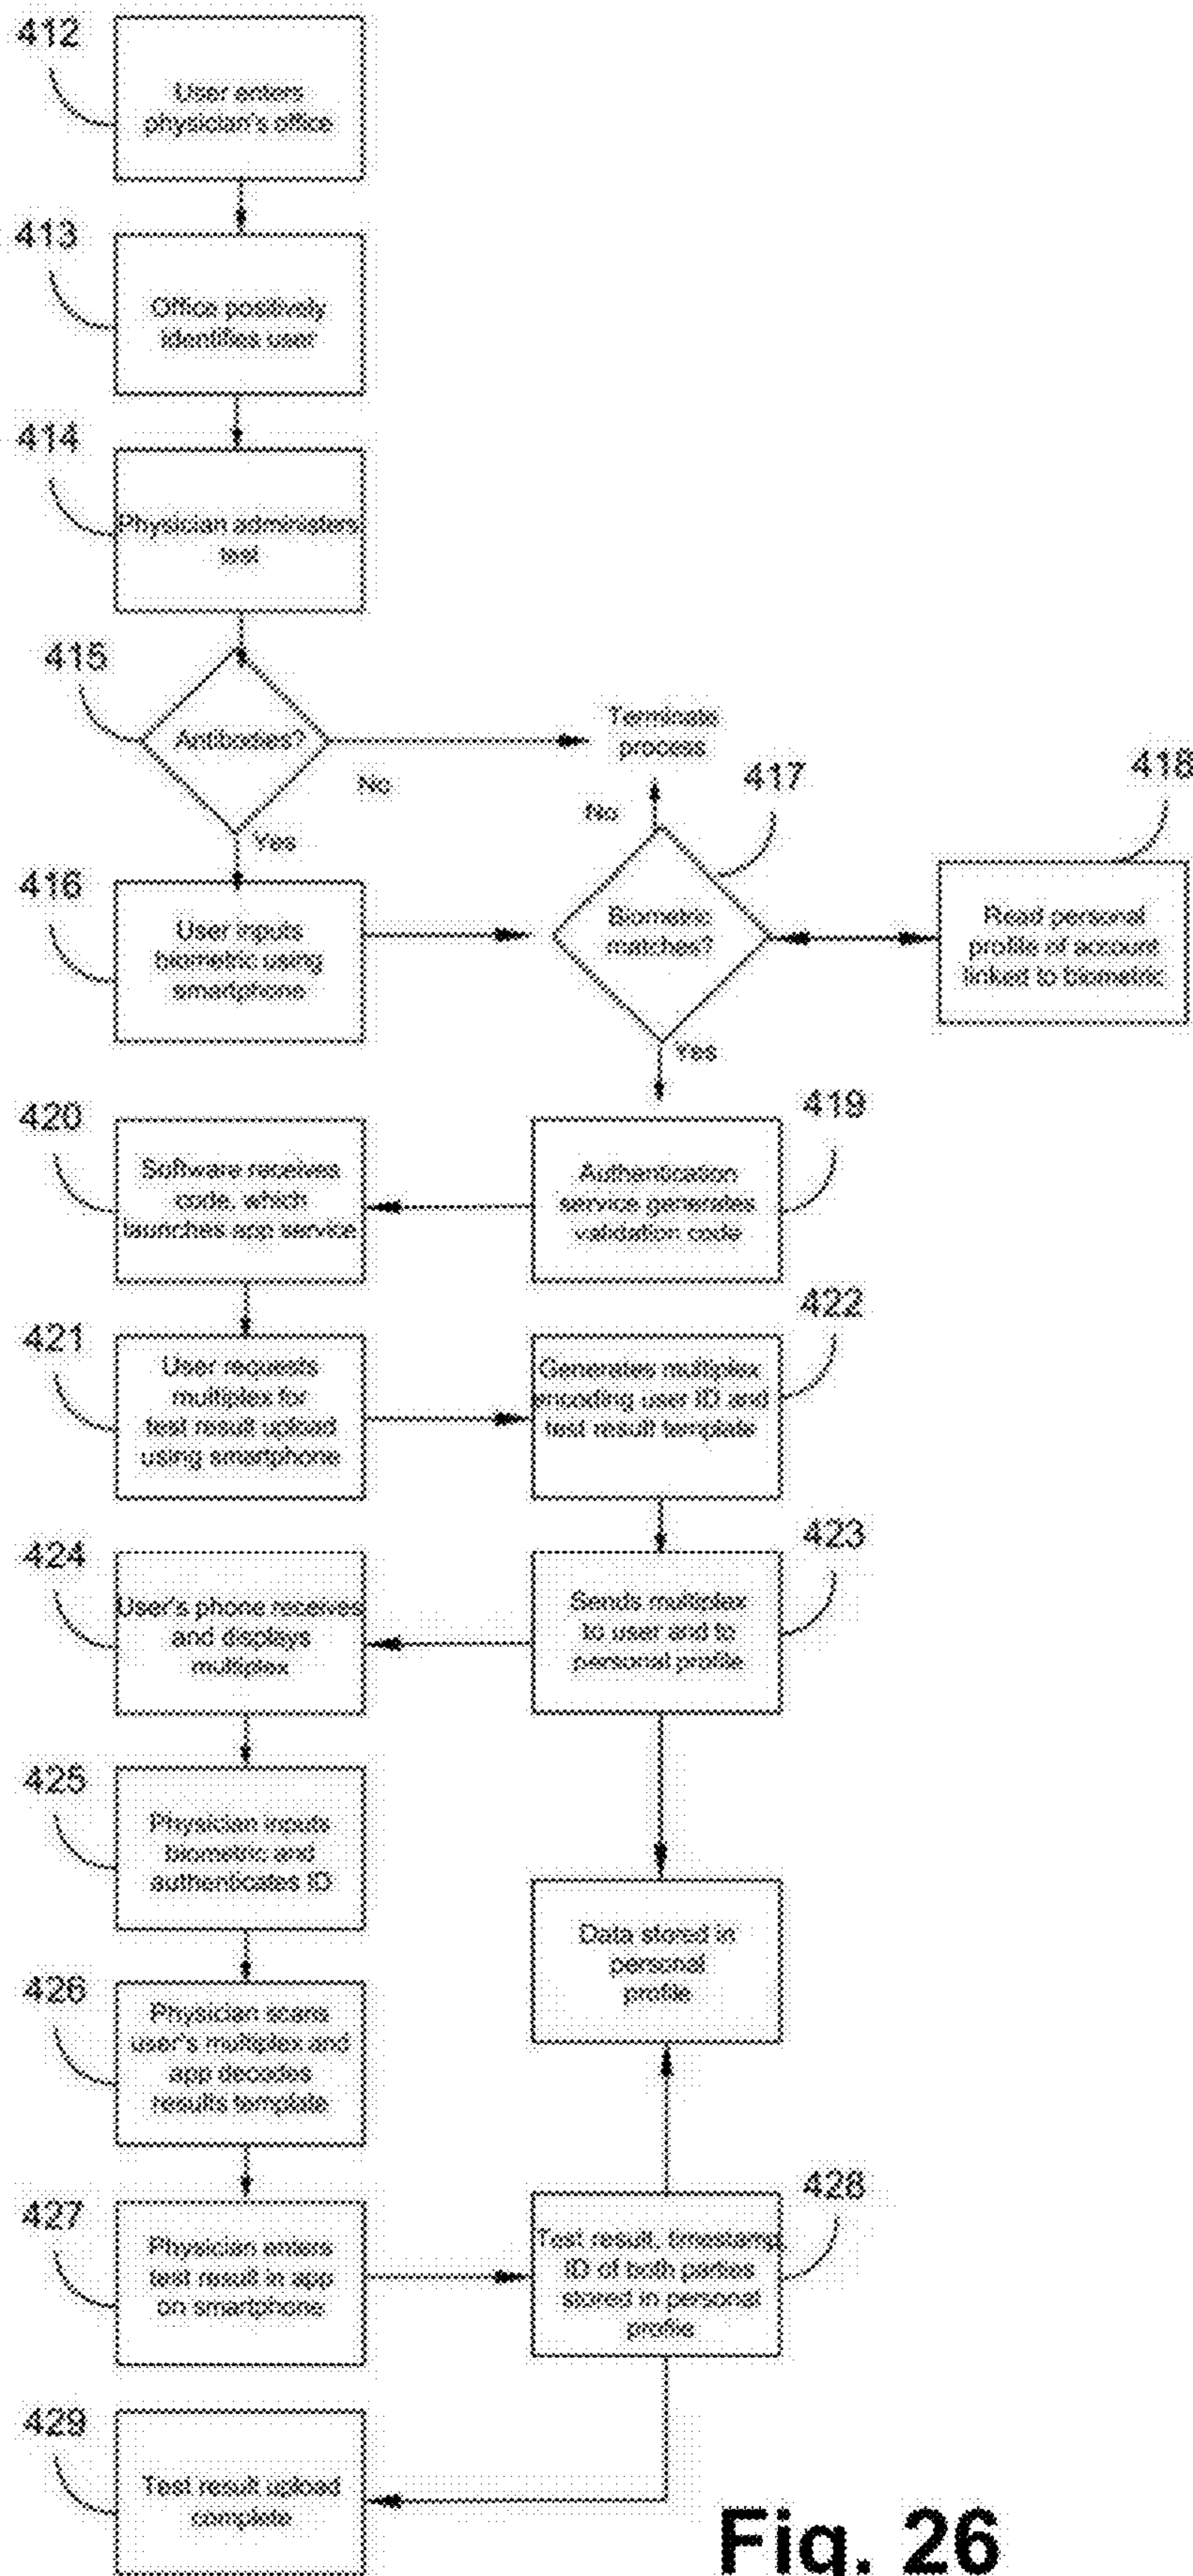 412
User enters
physician's office
413
Office positively
identifies user
414
Physician administers
test
415
Antibodies?
No
Yes
Terminate
process
416
User inputs
biometric using
smartphone
417
No
Biometric
matches?
Yes
418
Read personal
profile of account
linked to biometric
419
Authentication
service generates
validation code
420
Software receives
code, which
launches app service
421
User requests
multiplex for
test result upload
using smartphone
422
Generates multiplex
encoding user ID and
test result template
423
Sends multiplex
to user and to
personal profile
424
User's phone receives
and displays
multiplex
425
Physician inputs
biometric and
authenticates ID
Data stored in
personal
profile
426
Physician scans
user's multiplex and
app decodes
results template
427
Physician enters
test result in app
on smartphone
428
Test result, timestamp,
ID of both parties
stored in personal
profile
429
Test result upload
complete
Fig. 26